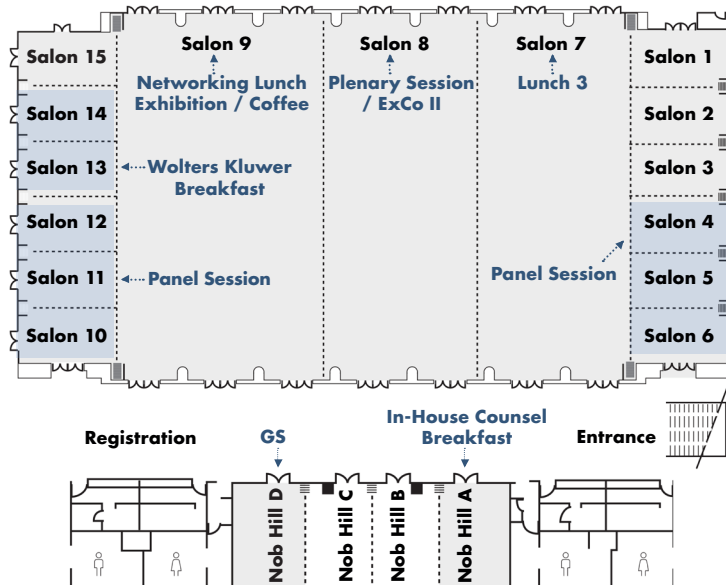 Salon 15
Salon 9
Salon 8
Salon 7
Salon 1
Networking Lunch
Exhibition / Coffee
Plenary Session
/ ExCo II
Lunch 3
Salon 14
Salon 2
Salon 13
Wolters Kluwer
Breakfast
Salon 3
Salon 12
Salon 4
Salon 11
Panel Session
Panel Session
Salon 5
Salon 10
Salon 6
Registration
GS
In-House Counsel
Breakfast
Entrance
Nob Hill D
Nob Hill C
Nob Hill B
Nob Hill A